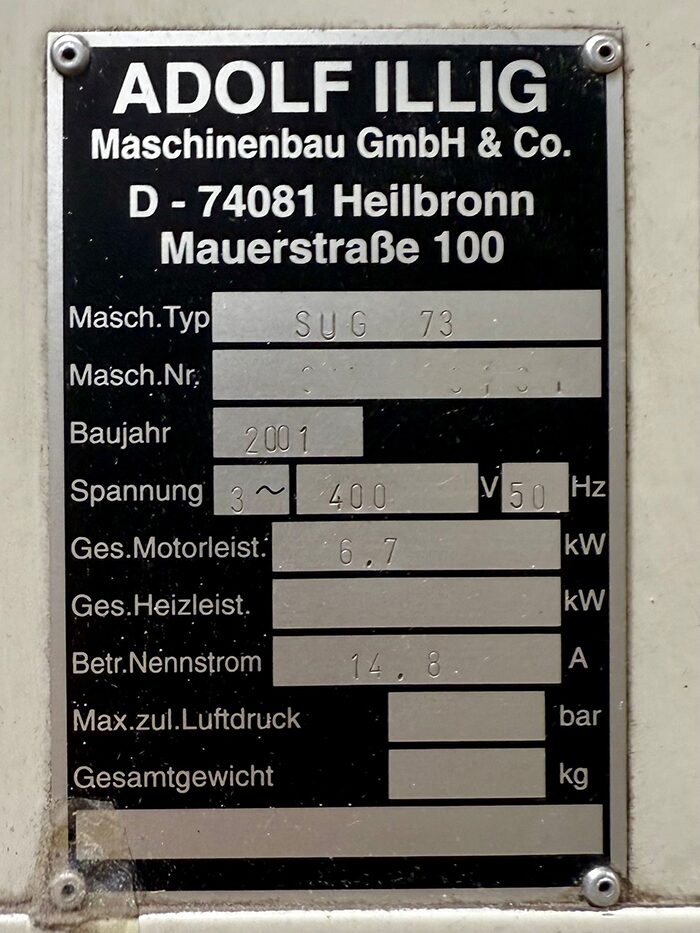 ADOLF ILLIG
Maschinenbau GmbH & Co.
D - 74081 Heilbronn
Mauerstraße 100
Masch.Typ SUG 73
Masch.Nr.
Baujahr 2001
Spannung 3~ 400 V 50 Hz
Ges.Motorleist. 6,7 kW
Ges.Heizleist. kW
Betr.Nennstrom 14,8 A
Max.zul.Luftdruck bar
Gesamtgewicht kg